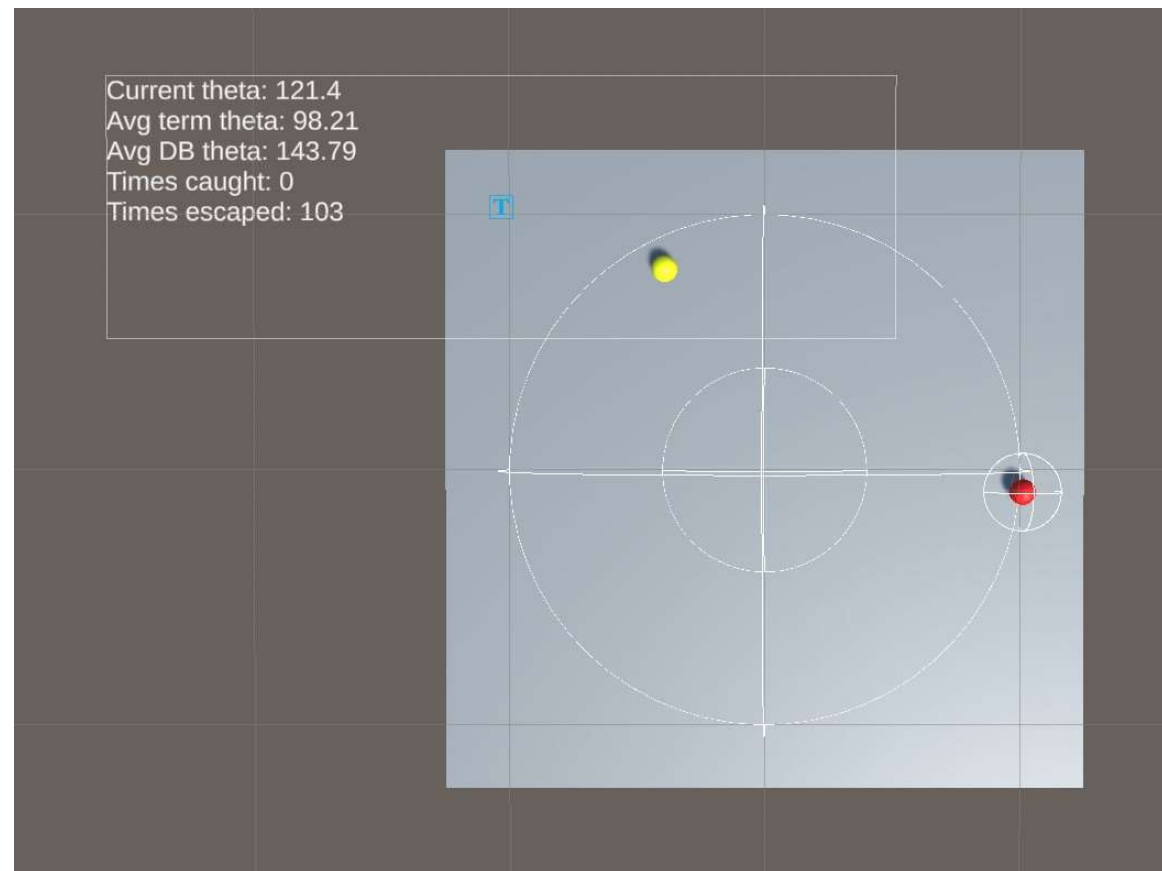 Current theta: 121.4
Avg term theta: 98.21
Avg DB theta: 143.79
Times caught: 0
Times escaped: 103
T